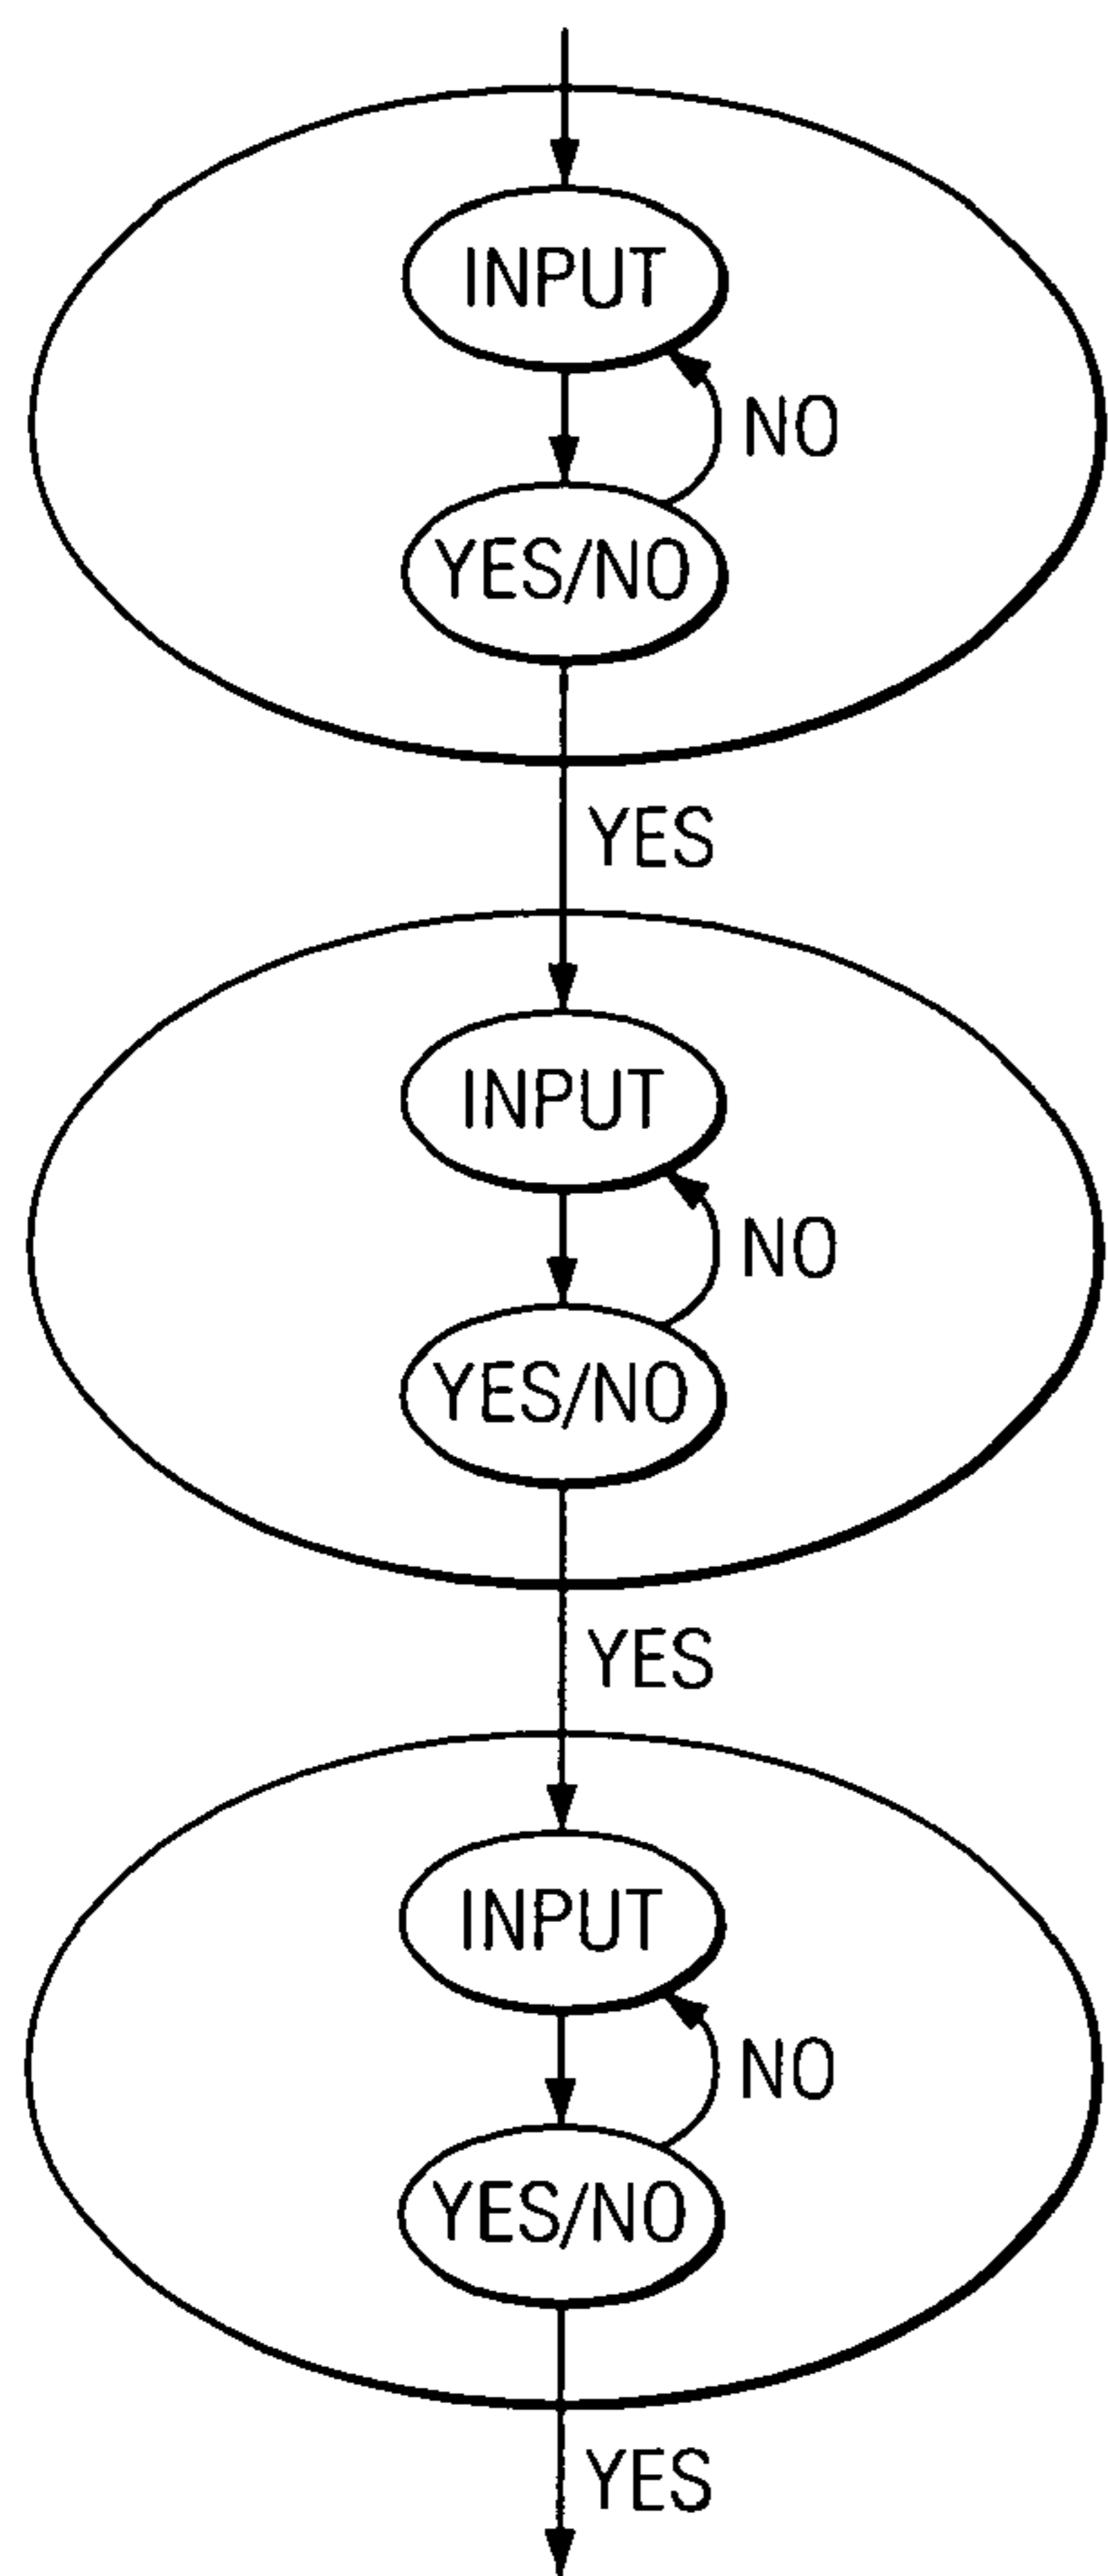 INPUT
NO
YES/NO
YES
INPUT
NO
YES/NO
YES
INPUT
NO
YES/NO
YES